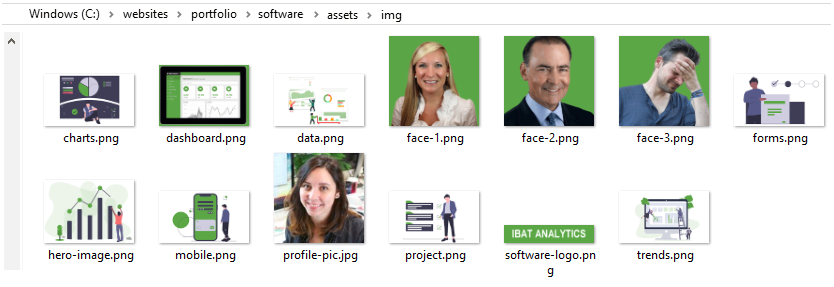 Windows (C:) > websites > portfolio > software > assets > img
charts.png
dashboard.png
data.png
face-1.png
face-2.png
face-3.png
forms.png
hero-image.png
mobile.png
profile-pic.jpg
project.png
IBAT ANALYTICS
software-logo.pn
g
trends.png